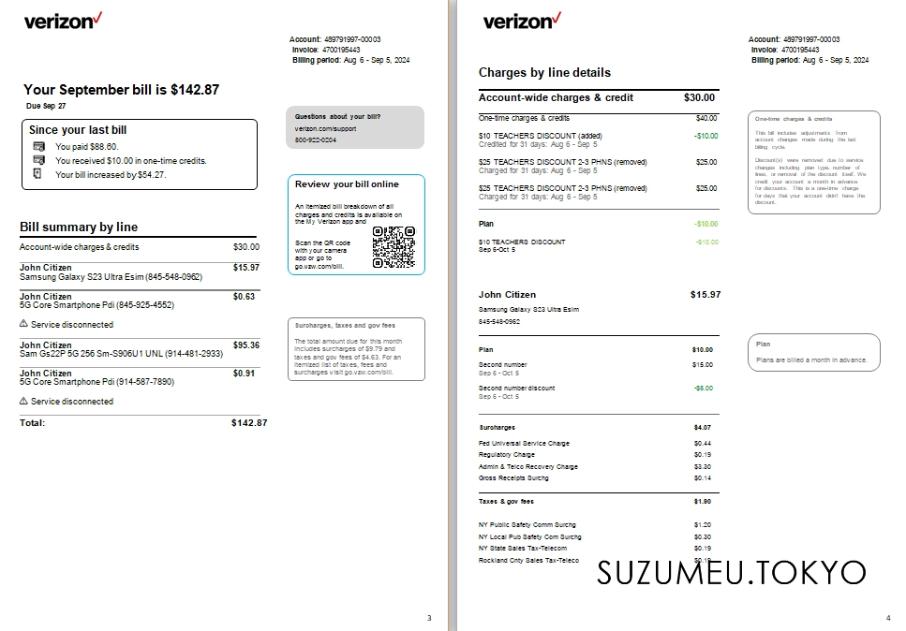 verizon
Account: 489791997-00003
Invoice: 4700195443
Billing period: Aug 6 - Sep 5, 2024
Your September bill is $142.87
Due Sep 27
Since your last bill
You paid $88.60.
You received $10.00 in one-time credits.
Your bill increased by $54.27.
Questions about your bill?
verizon.com/support
800-922-0204
Review your bill online
An itemized bill breakdown of all
charges and credits is available on
the My Verizon app and
Scan the QR code
with your camera
app or go to
go.vzw.com/bill.
Bill summary by line
Account-wide charges & credits $30.00
John Citizen $15.97
Samsung Galaxy S23 Ultra Esim (845-548-0962)
John Citizen $0.63
5G Core Smartphone Pdi (845-925-4552)
Service disconnected
John Citizen $95.36
Sam Gs22P 5G 256 Sm-S906U1 UNL (914-481-2933)
John Citizen $0.91
5G Core Smartphone Pdi (914-587-7890)
Service disconnected
Total: $142.87
Surcharges, taxes and gov fees
The total amount due for this month
includes surcharges of $9.79 and
taxes and gov fees of $4.63. For an
itemized list of taxes, fees and
surcharges visit go.vzw.com/bill.
3
verizon
Account: 489791997-00003
Invoice: 4700195443
Billing period: Aug 6 - Sep 5, 2024
Charges by line details
Account-wide charges & credit $30.00
One-time charges & credits $40.00
$10 TEACHERS DISCOUNT (added) -$10.00
Credited for 31 days: Aug 6 - Sep 5
$25 TEACHERS DISCOUNT 2-3 PHNS (removed) $25.00
Charged for 31 days: Aug 6 - Sep 5
$25 TEACHERS DISCOUNT 2-3 PHNS (removed) $25.00
Charged for 31 days: Aug 6 - Sep 5
Plan -$10.00
$10 TEACHERS DISCOUNT -$10.00
Sep 6-Oct 5
One-time charges & credits
This bill includes adjustments from
account changes made during the last
billing cycle.
Discount(s) were removed due to service
changes including plan type, number of
lines, or removal of the discount itself. We
credit your account a month in advance
for discounts. This is a one-time charge
for days that your account didn't have the
discount.
John Citizen $15.97
Samsung Galaxy S23 Ultra Esim
845-548-0962
Plan $10.00
Second number $15.00
Sep 6 - Oct 5
Second number discount
Sep 6 - Oct 5
Plan
Plans are billed a month in advance.
Surcharges $4.07
Fed Universal Service Charge $0.44
Regulatory Charge $0.19
Admin & Telco Recovery Charge $3.30
Gross Receipts Surchg $0.14
Taxes & gov fees $1.90
NY Public Safety Comm Surchg $1.20
NY Local Pub Safety Com Surchg $0.30
NY State Sales Tax-Telecom $0.19
Rockland Cnty Sales Tax-Teleco
SUZUMEU.TOKYO
4